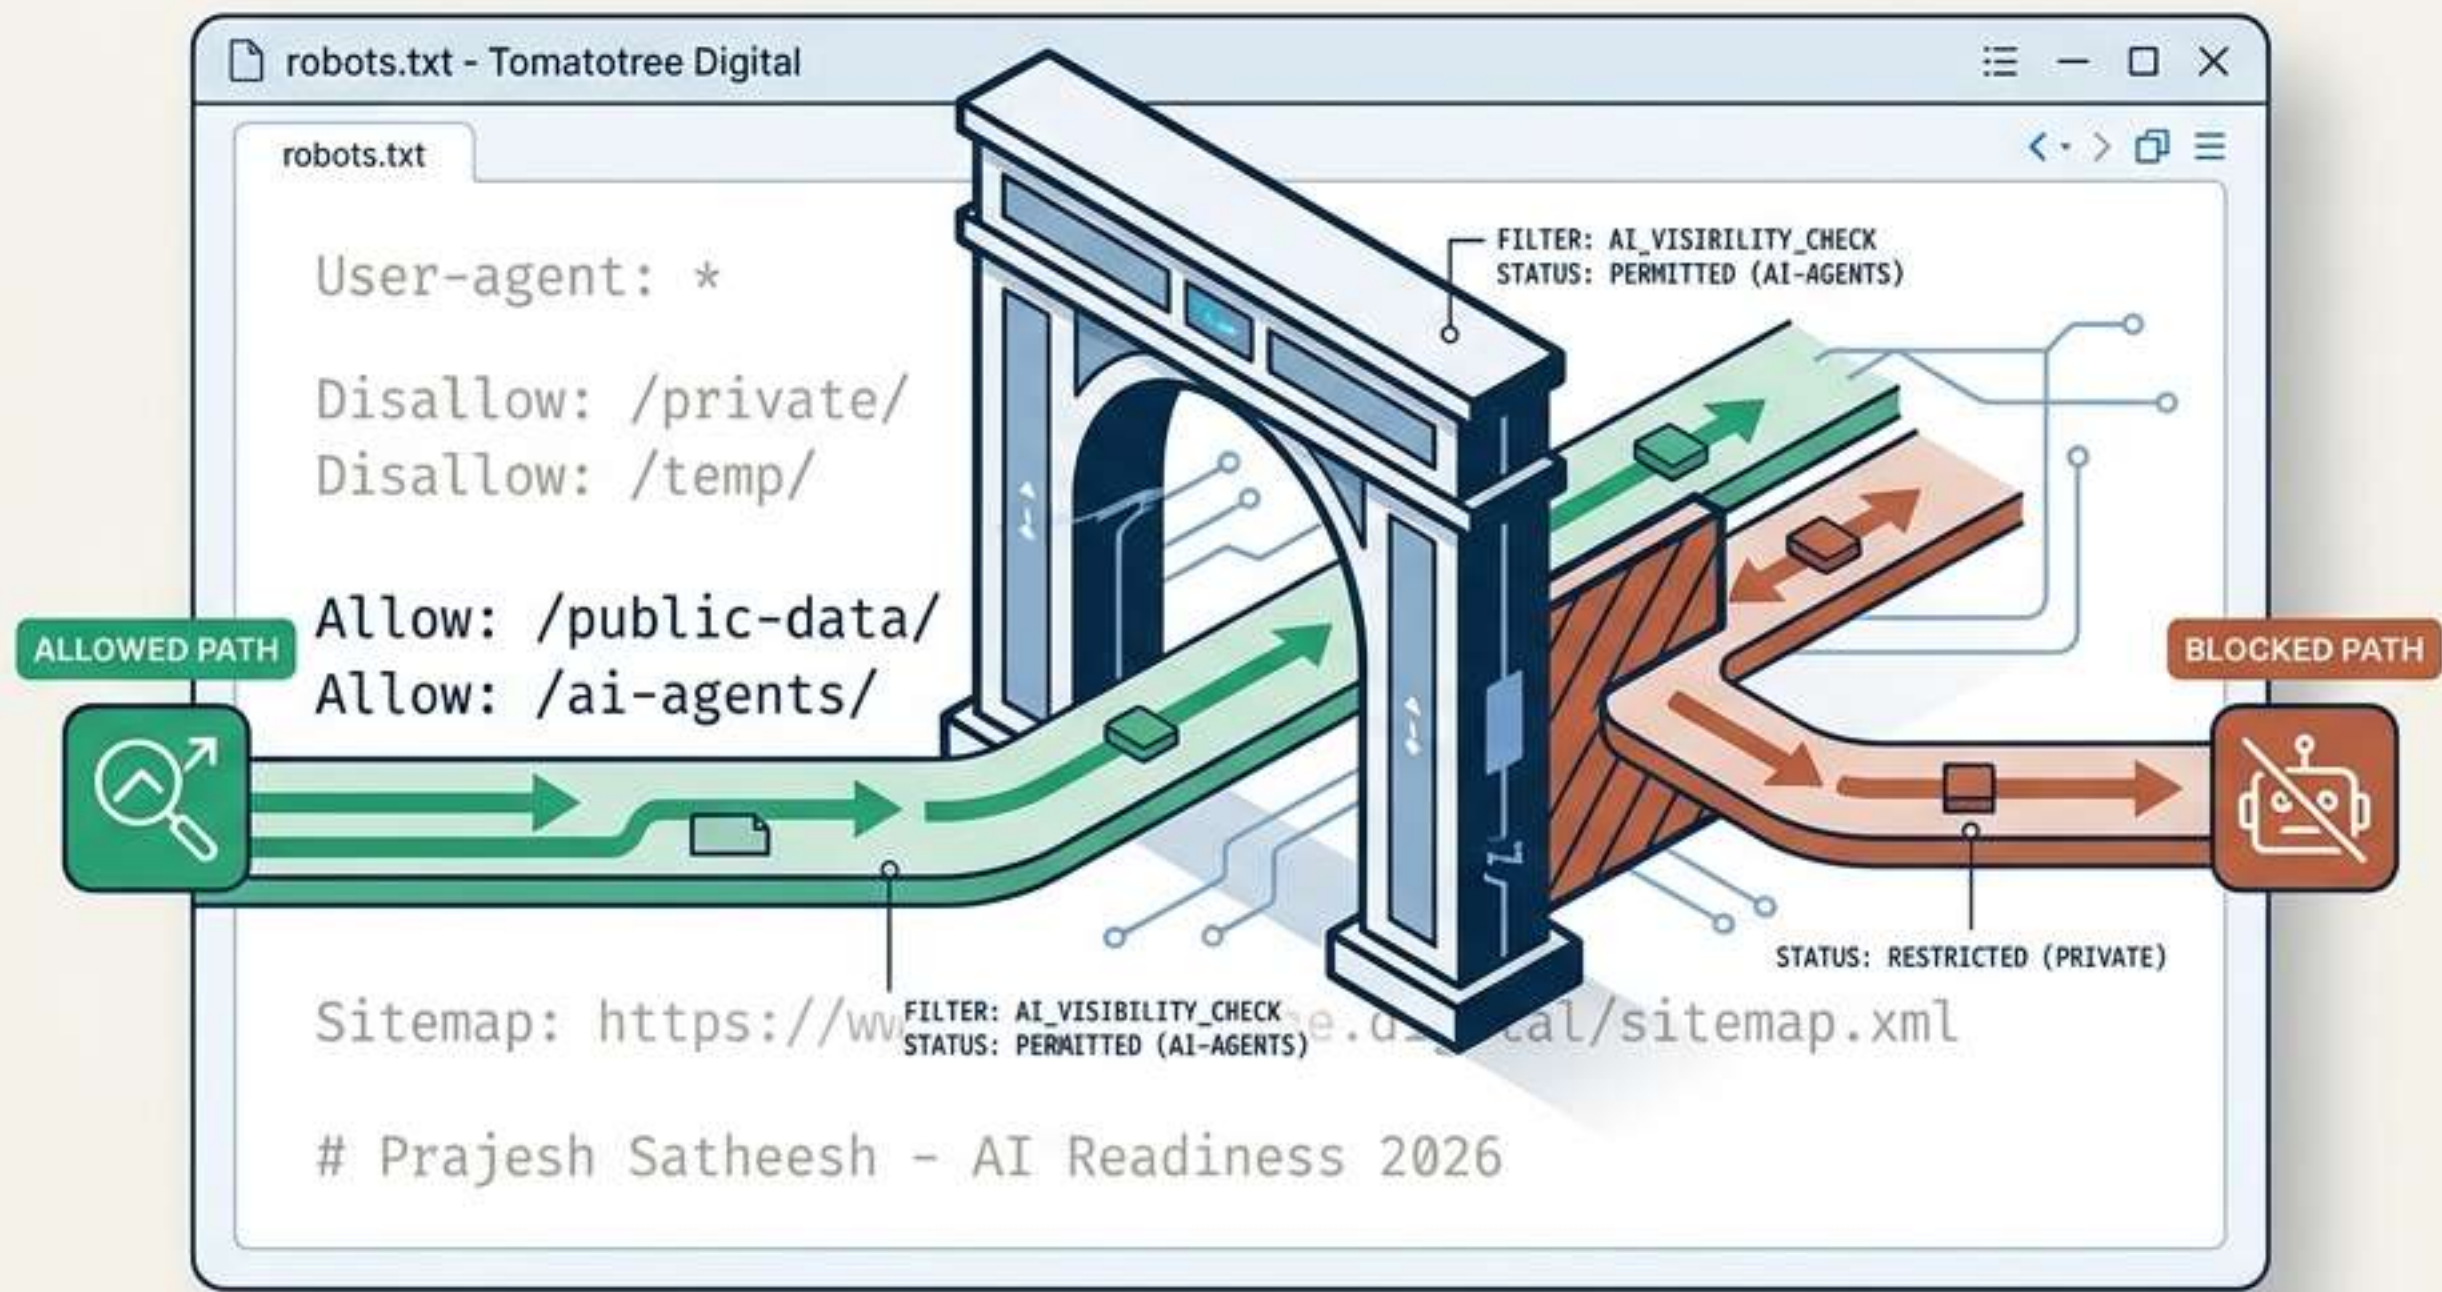 robots.txt - Tomatotree Digital
robots.txt
User-agent: *
FILTER: AI_VISIRILITY_CHECK
STATUS: PERMITTED (AI-AGENTS)
Disallow: /private/
Disallow: /temp/
Allow: /public-data/
Allow: /ai-agents/
ALLOWED PATH
BLOCKED PATH
STATUS: RESTRICTED (PRIVATE)
FILTER: AI_VISIBILITY_CHECK
STATUS: PERMITTED (AI-AGENTS)
Sitemap: https://
/sitemap.xml
# Prajesh Satheesh - AI Readiness 2026